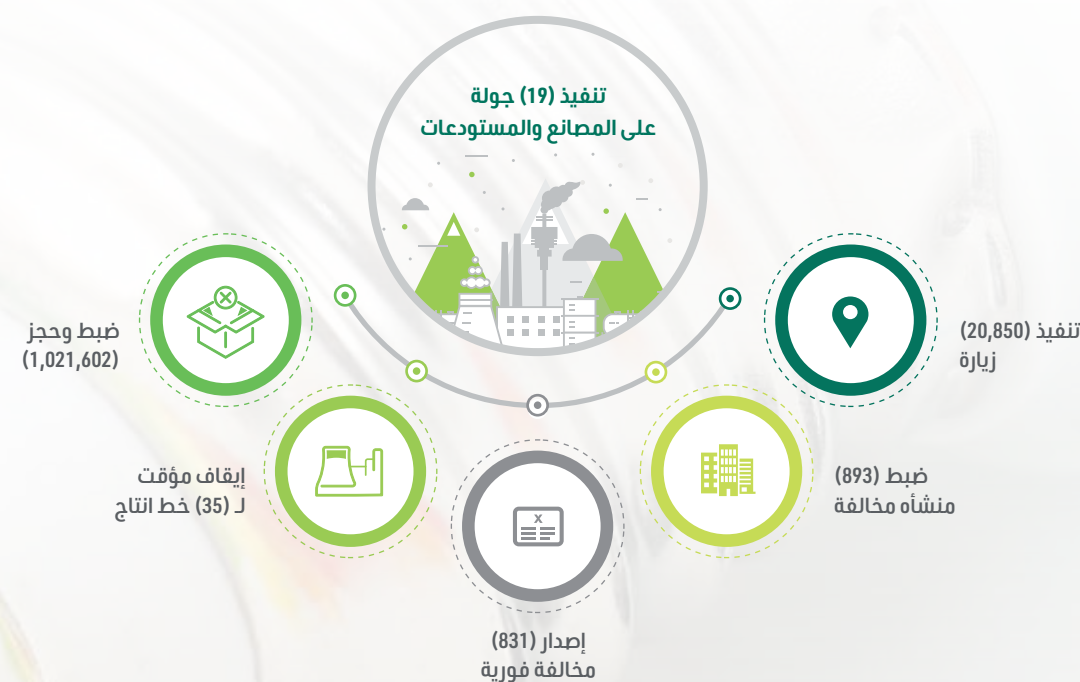 تنفيذ (19) جولة
على المصانع والمستودعات
تنفيذ (20,850)
زيارة
ضبط (893)
منشأه مخالفة
إصدار (831)
مخالفة فورية
إيقاف مؤقت
لـ (35) خط انتاج
ضبط وحجز
(1,021,602)
x